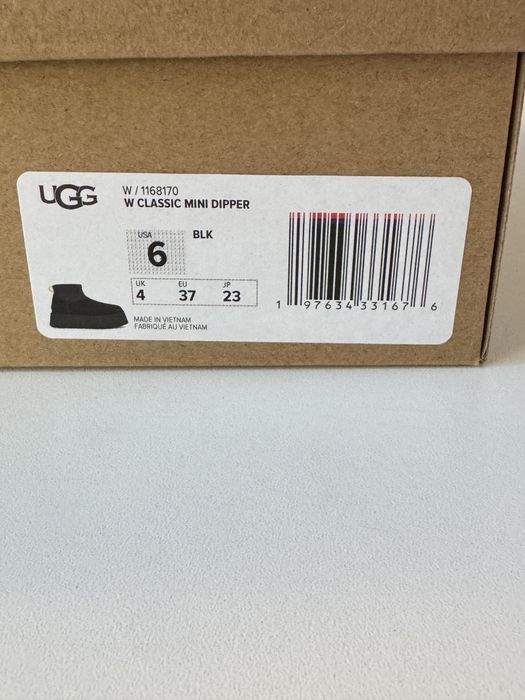 UGG
W / 1168170
W CLASSIC MINI DIPPER
USA
6
BLK
UK EU JP
4 37 23
MADE IN VIETNAM
FABRIQUÉ AU VIETNAM
1 97634 33167 6